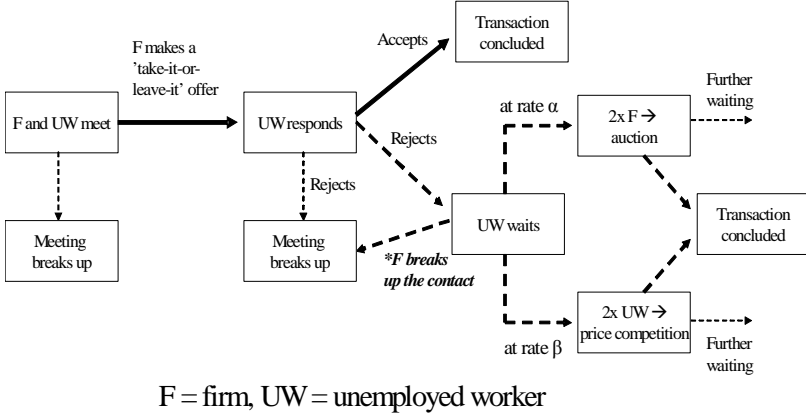 F makes a
'take-it-or-
leave-it' offer
Accepts
Transaction
concluded
F and UW meet
UW responds
Rejects
Rejects
at rate α
2x F →
auction
Further
waiting
Meeting
breaks up
Meeting
breaks up
*F breaks
up the contact
UW waits
Transaction
concluded
at rate β
2x UW →
price competition
Further
waiting
F = firm, UW = unemployed worker